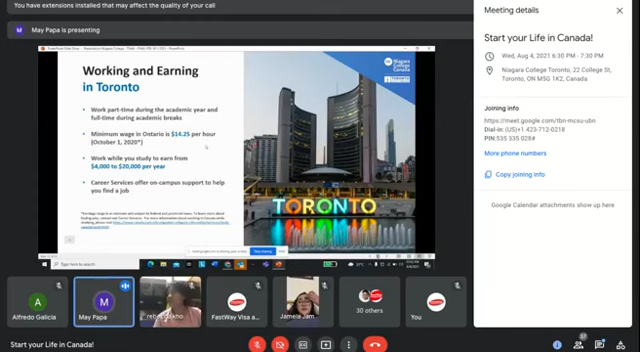 You have extensions installed that may affect the quality of your call
M May Papa is presenting
Working and Earning
in Toronto
Niagara
College
Canada
TORONTO
Work part-time during the academic year and
full-time during academic breaks
Minimum wage in Ontario is $14.25 per hour
(October 1, 2020*)
Work while you study to earn from
$4,000 to $20,000 per year
Career Services offer on-campus support to help
you find a job
TORONTO
Type here to search
A
Alfredo Galicia
M
May Papa
FastWay Visa a...
Jamela Jam...
30 others
You
Start your Life in Canada!
Meeting details
Start your Life in Canada!
Wed, Aug 4, 2021 6:30 PM - 7:30 PM
Niagara College Toronto, 22 College St,
Toronto, ON M5G 1K2, Canada
Joining info
https://meet.google.com/tbn-mcsu-ubn
Dial-in: (US) +1 423-712-0218
PIN: 535 335 028#
More phone numbers
Copy joining info
Google Calendar attachments show up here